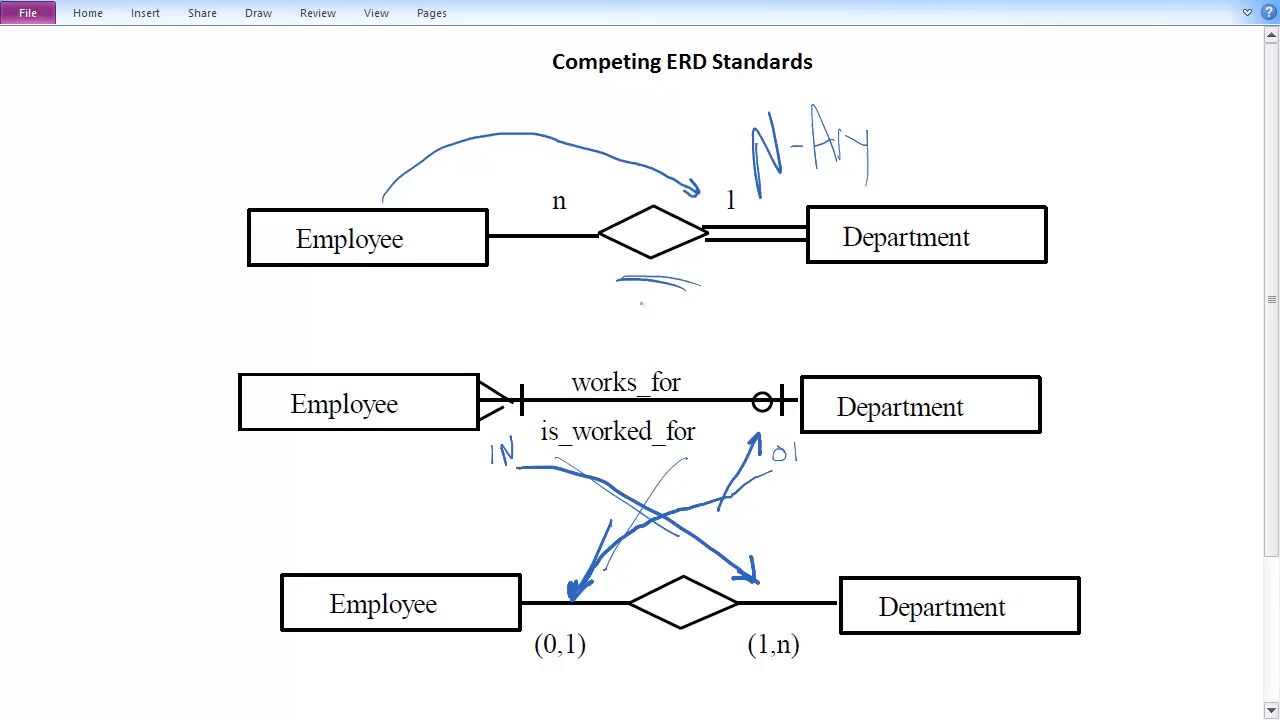 File Home Insert Share Draw Review View Pages
Competing ERD Standards
N-Ary
n 1
Employee Department
works_for
Employee Department
is_worked_for
1N 01
Employee Department
(0,1) (1,n)